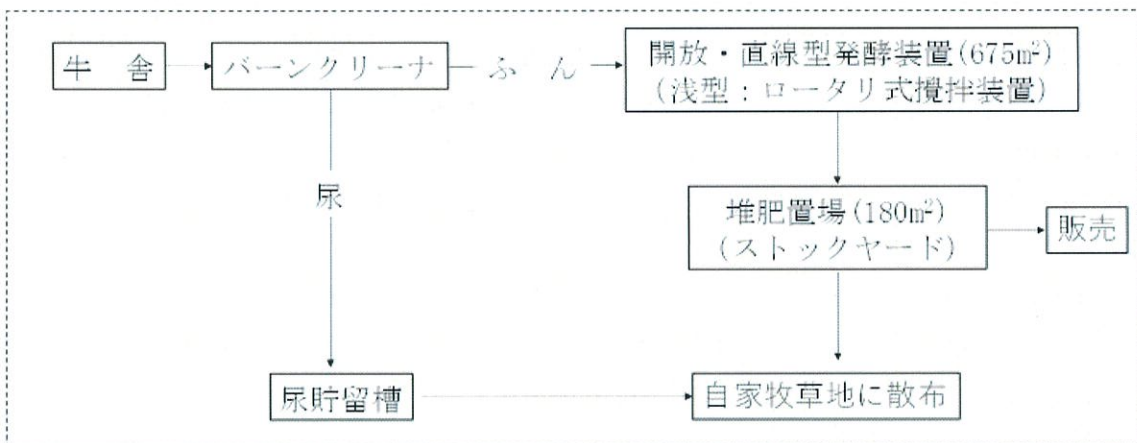 牛 舎
バーンクリーナ
ふ ん
開放・直線型発酵装置(675m²)
(浅型:ロータリ式攪拌装置)
尿
堆肥置場(180m²)
(ストックヤード)
販売
尿貯留槽
自家牧草地に散布